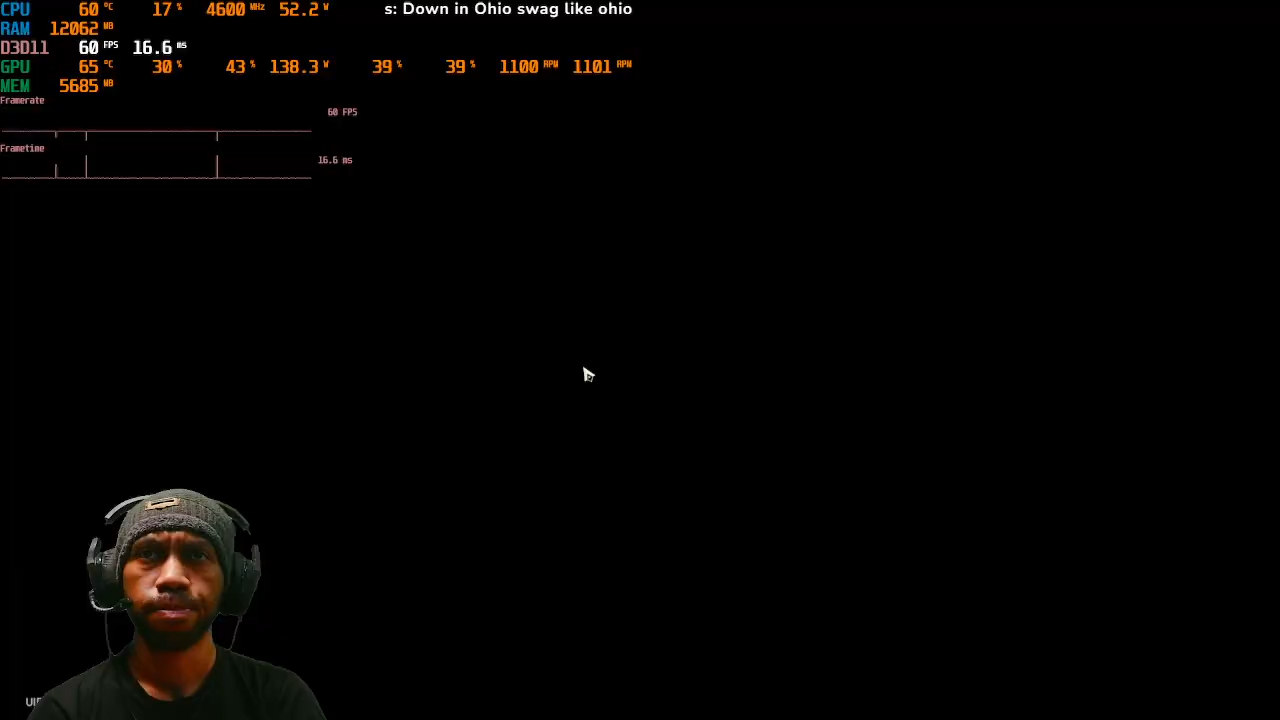 CPU 60 °C 17 % 4600 MHz 52.2 W
s: Down in Ohio swag like ohio
RAM 12062 MB
D3D11 60 FPS 16.6 ms
GPU 65 °C 30 % 43 % 138.3 W 39 % 39 % 1100 RPM 1101 RPM
MEM 5685 MB
Framerate
60 FPS
Frametime
16.6 ms